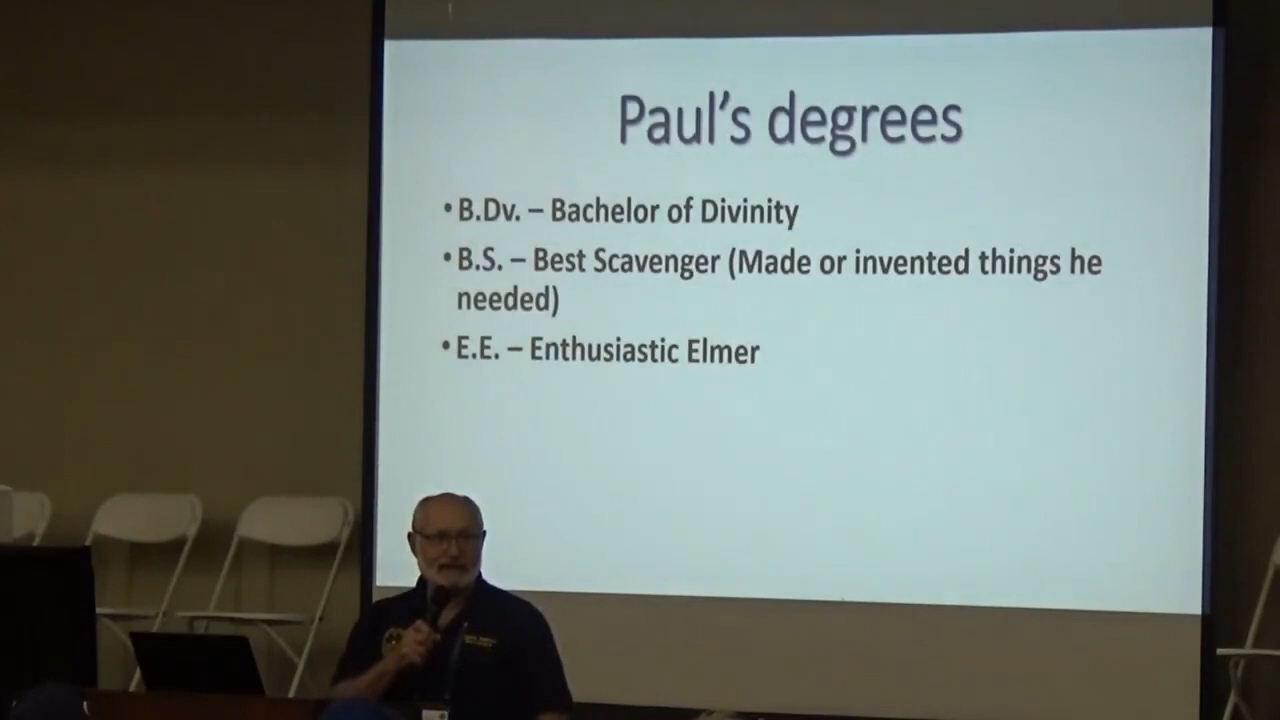 Paul's degrees
•B.Dv. – Bachelor of Divinity
•B.S. – Best Scavenger (Made or invented things he
needed)
•E.E. – Enthusiastic Elmer